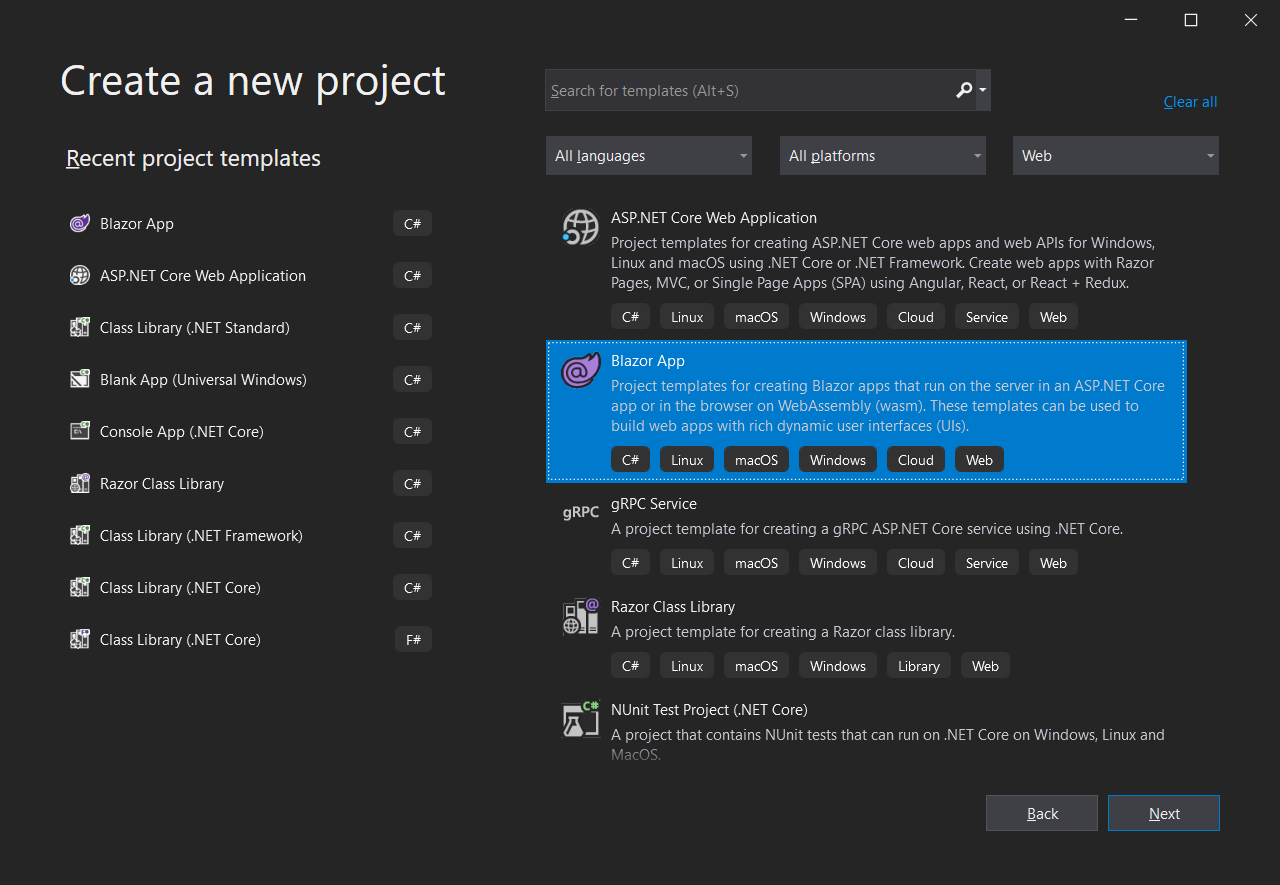 Create a new project
Search for templates (Alt+S)
Clear all
Recent project templates
All languages
All platforms
Web
Blazor App
C#
ASP.NET Core Web Application
C#
Class Library (.NET Standard)
C#
Blank App (Universal Windows)
C#
Console App (.NET Core)
C#
Razor Class Library
C#
Class Library (.NET Framework)
C#
Class Library (.NET Core)
C#
Class Library (.NET Core)
F#
ASP.NET Core Web Application
Project templates for creating ASP.NET Core web apps and web APIs for Windows,
Linux and macOS using .NET Core or .NET Framework. Create web apps with Razor
Pages, MVC, or Single Page Apps (SPA) using Angular, React, or React + Redux.
C# Linux macOS Windows Cloud Service Web
Blazor App
Project templates for creating Blazor apps that run on the server in an ASP.NET Core
app or in the browser on WebAssembly (wasm). These templates can be used to
build web apps with rich dynamic user interfaces (UIs).
C# Linux macOS Windows Cloud Web
gRPC
gRPC Service
A project template for creating a gRPC ASP.NET Core service using .NET Core.
C# Linux macOS Windows Cloud Service Web
Razor Class Library
A project template for creating a Razor class library.
C# Linux macOS Windows Library Web
C#
NUnit Test Project (.NET Core)
A project that contains NUnit tests that can run on .NET Core on Windows, Linux and
MacOS.
Back
Next